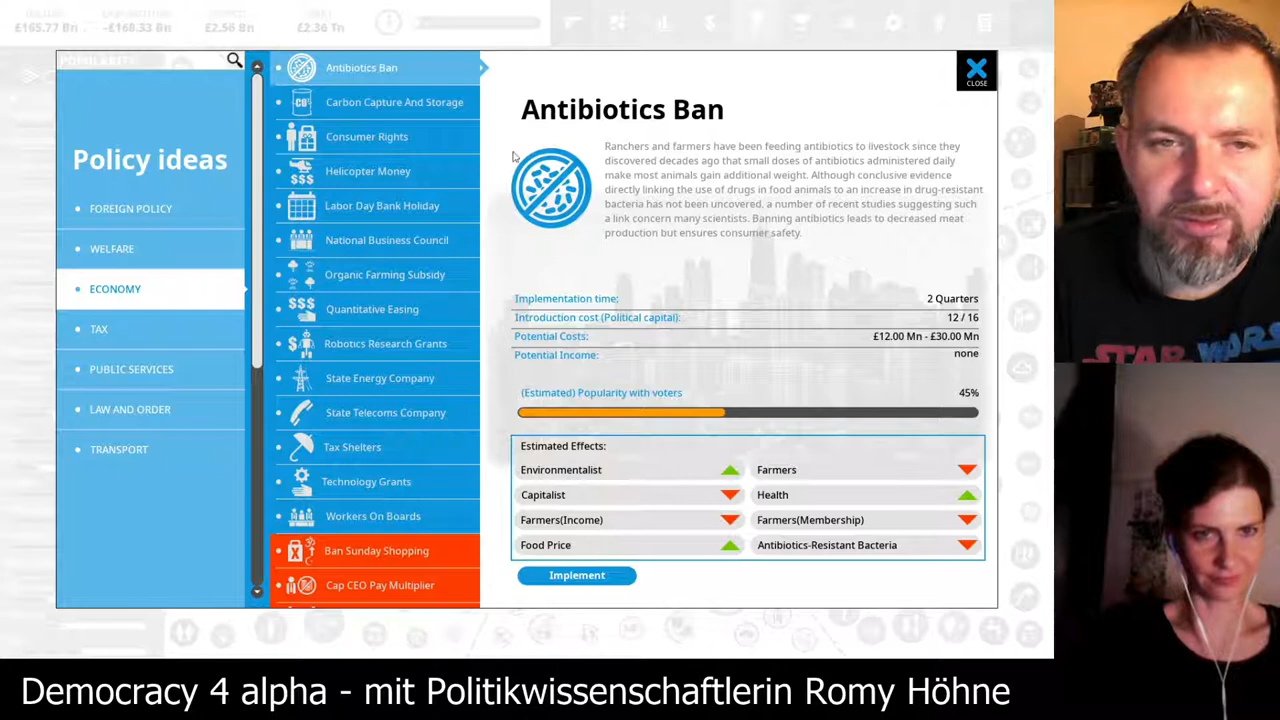 £165.77 Bn -£168.33 Bn £2.56 Bn £2.36 Tn
Policy ideas
FOREIGN POLICY
WELFARE
ECONOMY
TAX
PUBLIC SERVICES
LAW AND ORDER
TRANSPORT
Antibiotics Ban
Carbon Capture And Storage
Consumer Rights
Helicopter Money
Labor Day Bank Holiday
National Business Council
Organic Farming Subsidy
Quantitative Easing
Robotics Research Grants
State Energy Company
State Telecoms Company
Tax Shelters
Technology Grants
Workers On Boards
Ban Sunday Shopping
Cap CEO Pay Multiplier
CLOSE
Antibiotics Ban
Ranchers and farmers have been feeding antibiotics to livestock since they
discovered decades ago that small doses of antibiotics administered daily
make most animals gain additional weight. Although conclusive evidence
directly linking the use of drugs in food animals to an increase in drug-resistant
bacteria has not been uncovered, a number of recent studies suggesting such
a link concern many scientists. Banning antibiotics leads to decreased meat
production but ensures consumer safety.
Implementation time: 2 Quarters
Introduction cost (Political capital): 12 / 16
Potential Costs: £12.00 Mn - £30.00 Mn
Potential Income: none
(Estimated) Popularity with voters 45%
Estimated Effects:
Environmentalist Farmers
Capitalist Health
Farmers(Income) Farmers(Membership)
Food Price Antibiotics-Resistant Bacteria
Implement
STAR WARS
Democracy 4 alpha - mit Politikwissenschaftlerin Romy Höhne